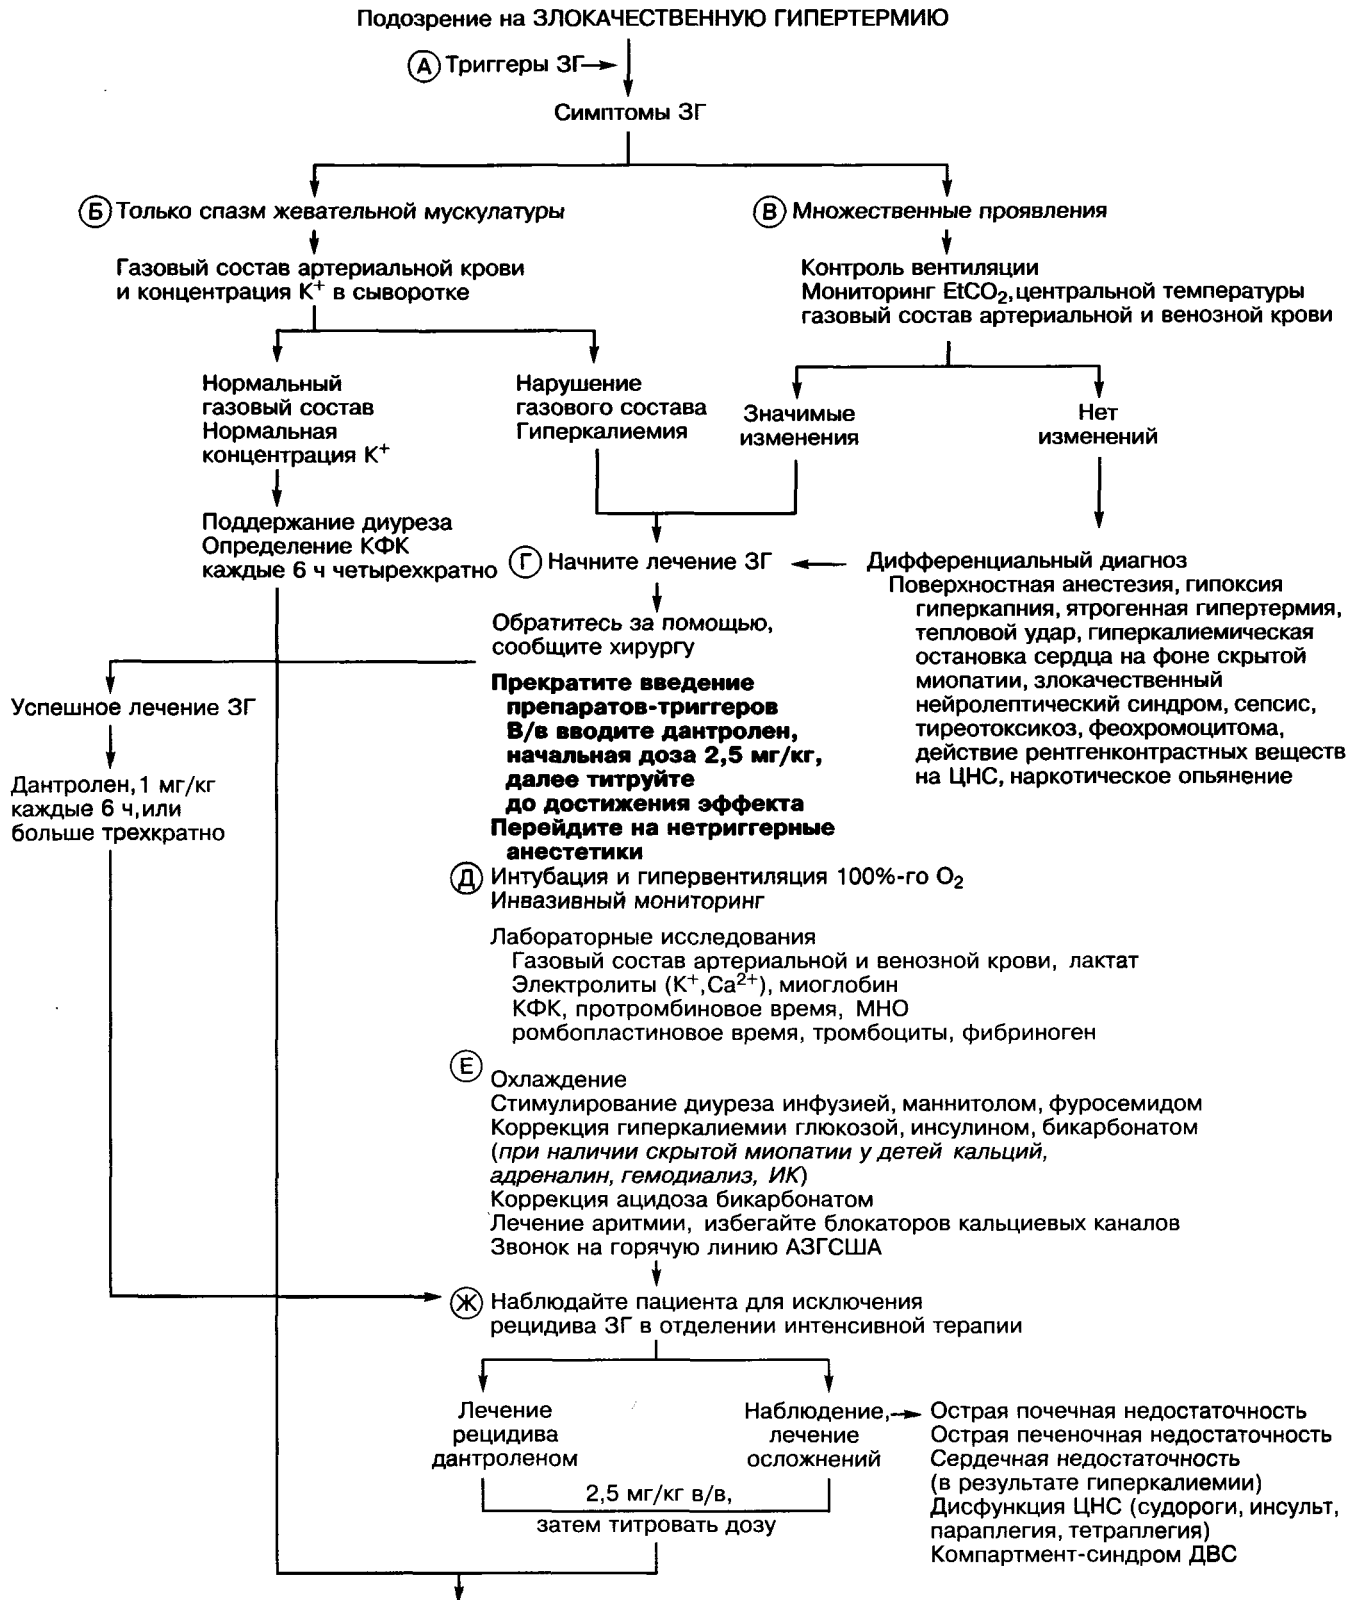 Подозрение на ЗЛОКАЧЕСТВЕННУЮ ГИПЕРТЕРМИЮ
А Триггеры ЗГ
Симптомы ЗГ
Б Только спазм жевательной мускулатуры
Газовый состав артериальной крови
и концентрация K⁺ в сыворотке
В Множественные проявления
Контроль вентиляции
Мониторинг EtCO₂, центральной температуры
газовый состав артериальной и венозной крови
Нормальный
газовый состав
Нормальная
концентрация K⁺
Нарушение
газового состава
Гиперкалиемия
Значимые
изменения
Нет
изменений
Поддержание диуреза
Определение КФК
каждые 6 ч четырехкратно
Г Начните лечение ЗГ
Дифференциальный диагноз
Поверхностная анестезия, гипоксия
гиперкапния, ятрогенная гипертермия,
тепловой удар, гиперкалиемическая
остановка сердца на фоне скрытой
миопатии, злокачественный
нейролептический синдром, сепсис,
тиреотоксикоз, феохромоцитома,
действие рентгенконтрастных веществ
на ЦНС, наркотическое опьянение
Обратитесь за помощью,
сообщите хирургу
Прекратите введение
препаратов-триггеров
В/в вводите дантролен,
начальная доза 2,5 мг/кг,
далее титруйте
до достижения эффекта
Перейдите на нетриггерные
анестетики
Успешное лечение ЗГ
Дантролен, 1 мг/кг
каждые 6 ч, или
больше трехкратно
Д Интубация и гипервентиляция 100%-го O₂
Инвазивный мониторинг
Лабораторные исследования
Газовый состав артериальной и венозной крови, лактат
Электролиты (K⁺,Ca²⁺), миоглобин
КФК, протромбиновое время, МНО
ромбопластиновое время, тромбоциты, фибриноген
Е Охлаждение
Стимулирование диуреза инфузией, маннитолом, фуросемидом
Коррекция гиперкалиемии глюкозой, инсулином, бикарбонатом
(при наличии скрытой миопатии у детей кальций,
адреналин, гемодиализ, ИК)
Коррекция ацидоза бикарбонатом
Лечение аритмии, избегайте блокаторов кальциевых каналов
Звонок на горячую линию АЗГСША
Ж Наблюдайте пациента для исключения
рецидива ЗГ в отделении интенсивной терапии
Лечение
рецидива
дантроленом
Наблюдение,
лечение
осложнений
2,5 мг/кг в/в,
затем титровать дозу
Острая почечная недостаточность
Острая печеночная недостаточность
Сердечная недостаточность
(в результате гиперкалиемии)
Дисфункция ЦНС (судороги, инсульт,
параплегия, тетраплегия)
Компартмент-синдром ДВС